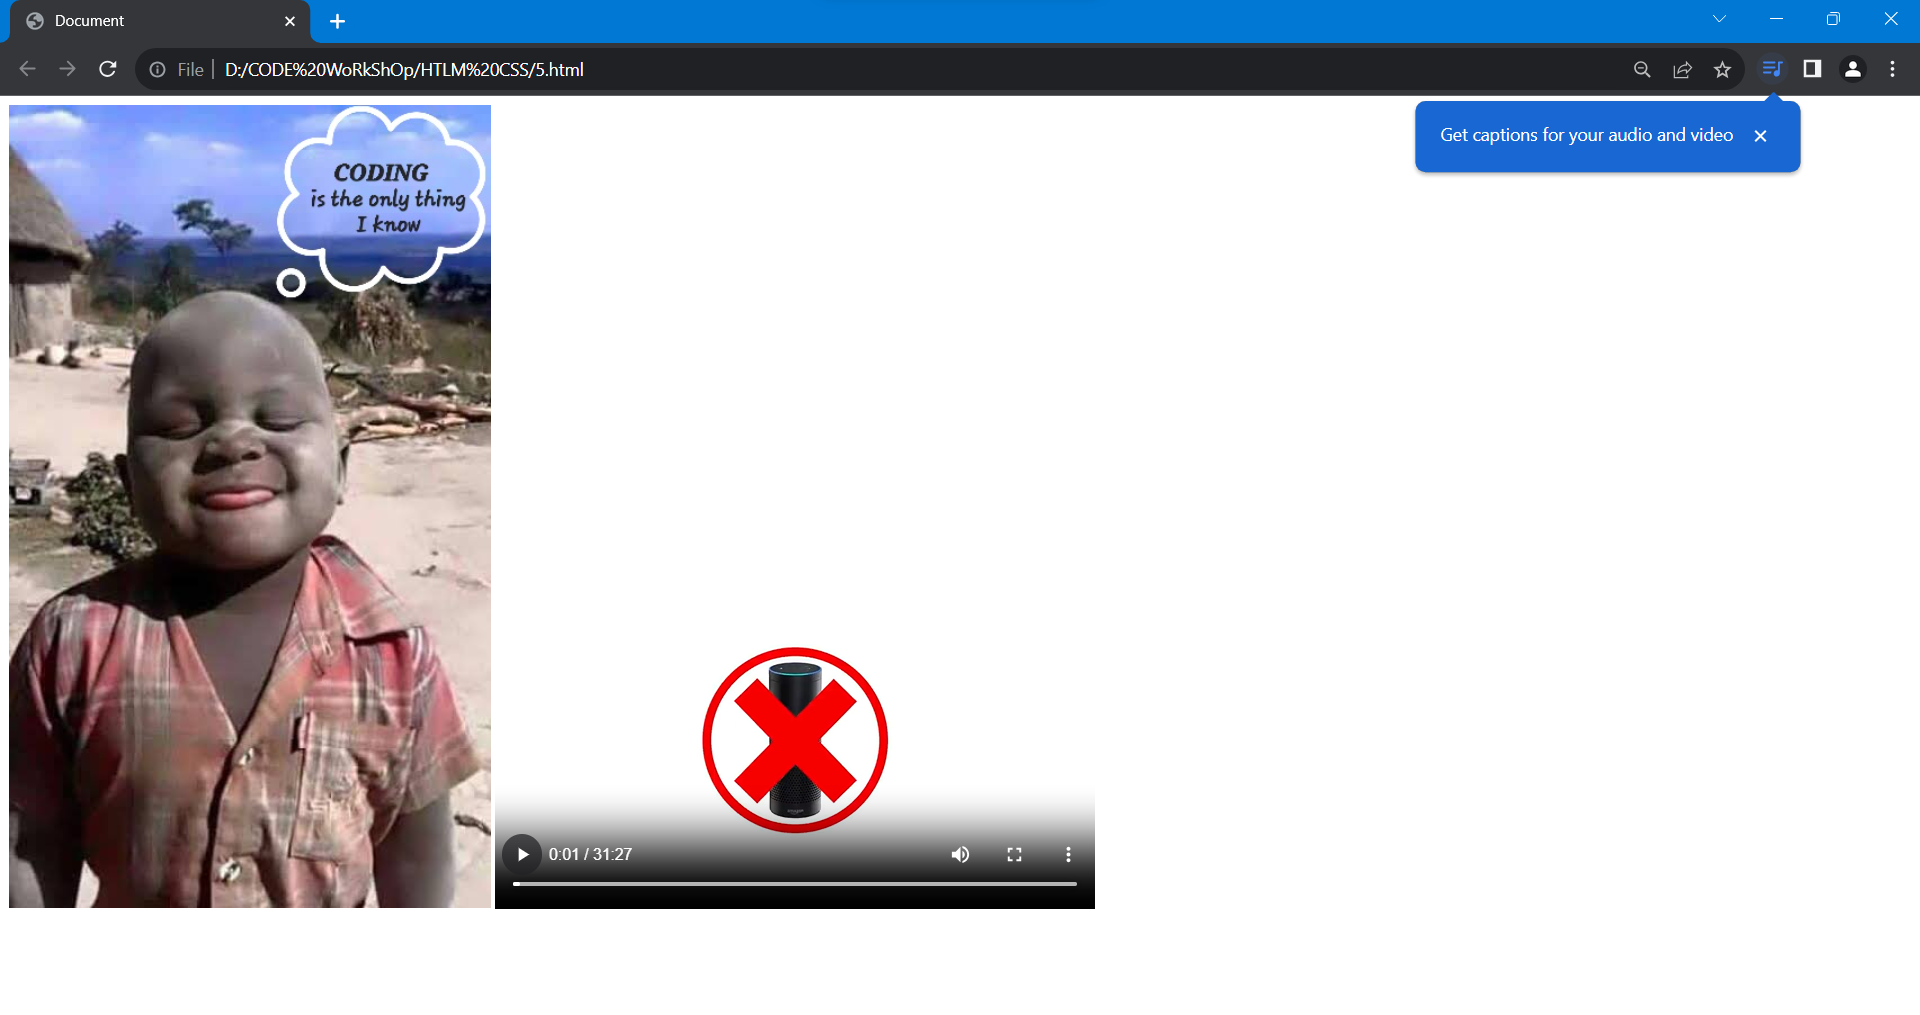 Document
File
D:/CODE%20WoRkShOp/HTLM%20CSS/5.html
Get captions for your audio and video
CODING
is the only thing
I know
0:01 / 31:27